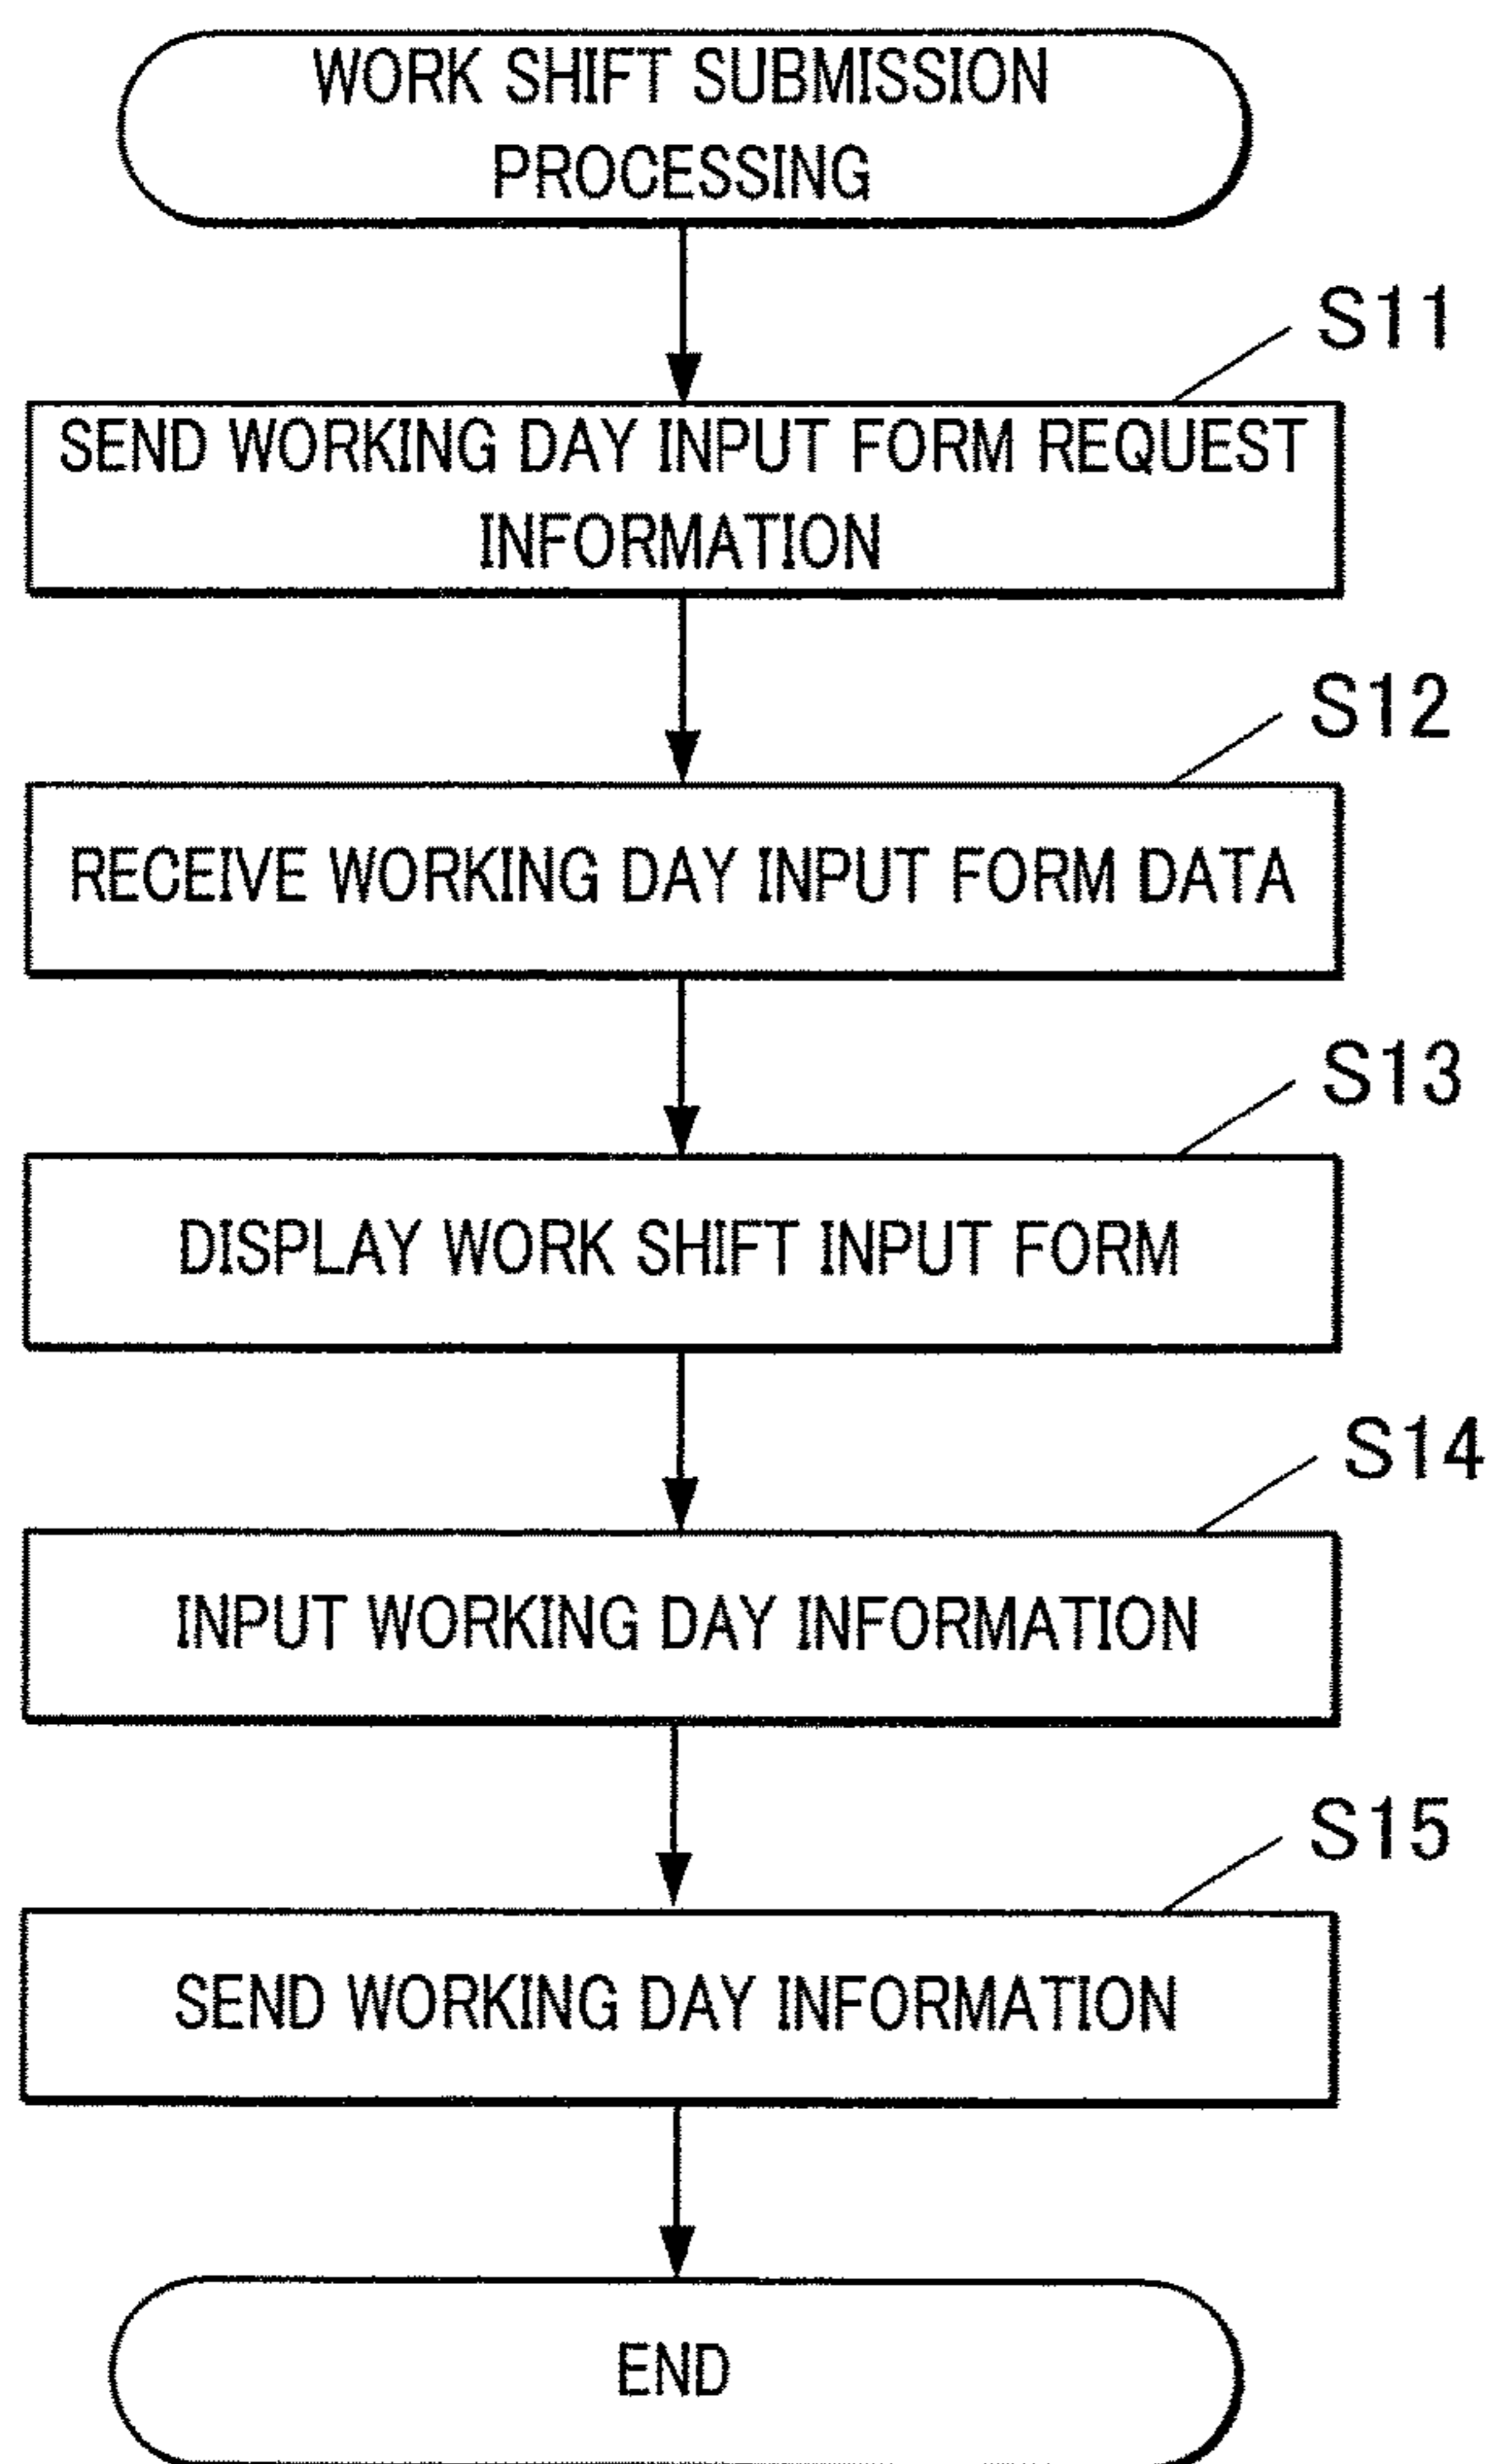 WORK SHIFT SUBMISSION
PROCESSING
S11
SEND WORKING DAY INPUT FORM REQUEST
INFORMATION
S12
RECEIVE WORKING DAY INPUT FORM DATA
S13
DISPLAY WORK SHIFT INPUT FORM
S14
INPUT WORKING DAY INFORMATION
S15
SEND WORKING DAY INFORMATION
END